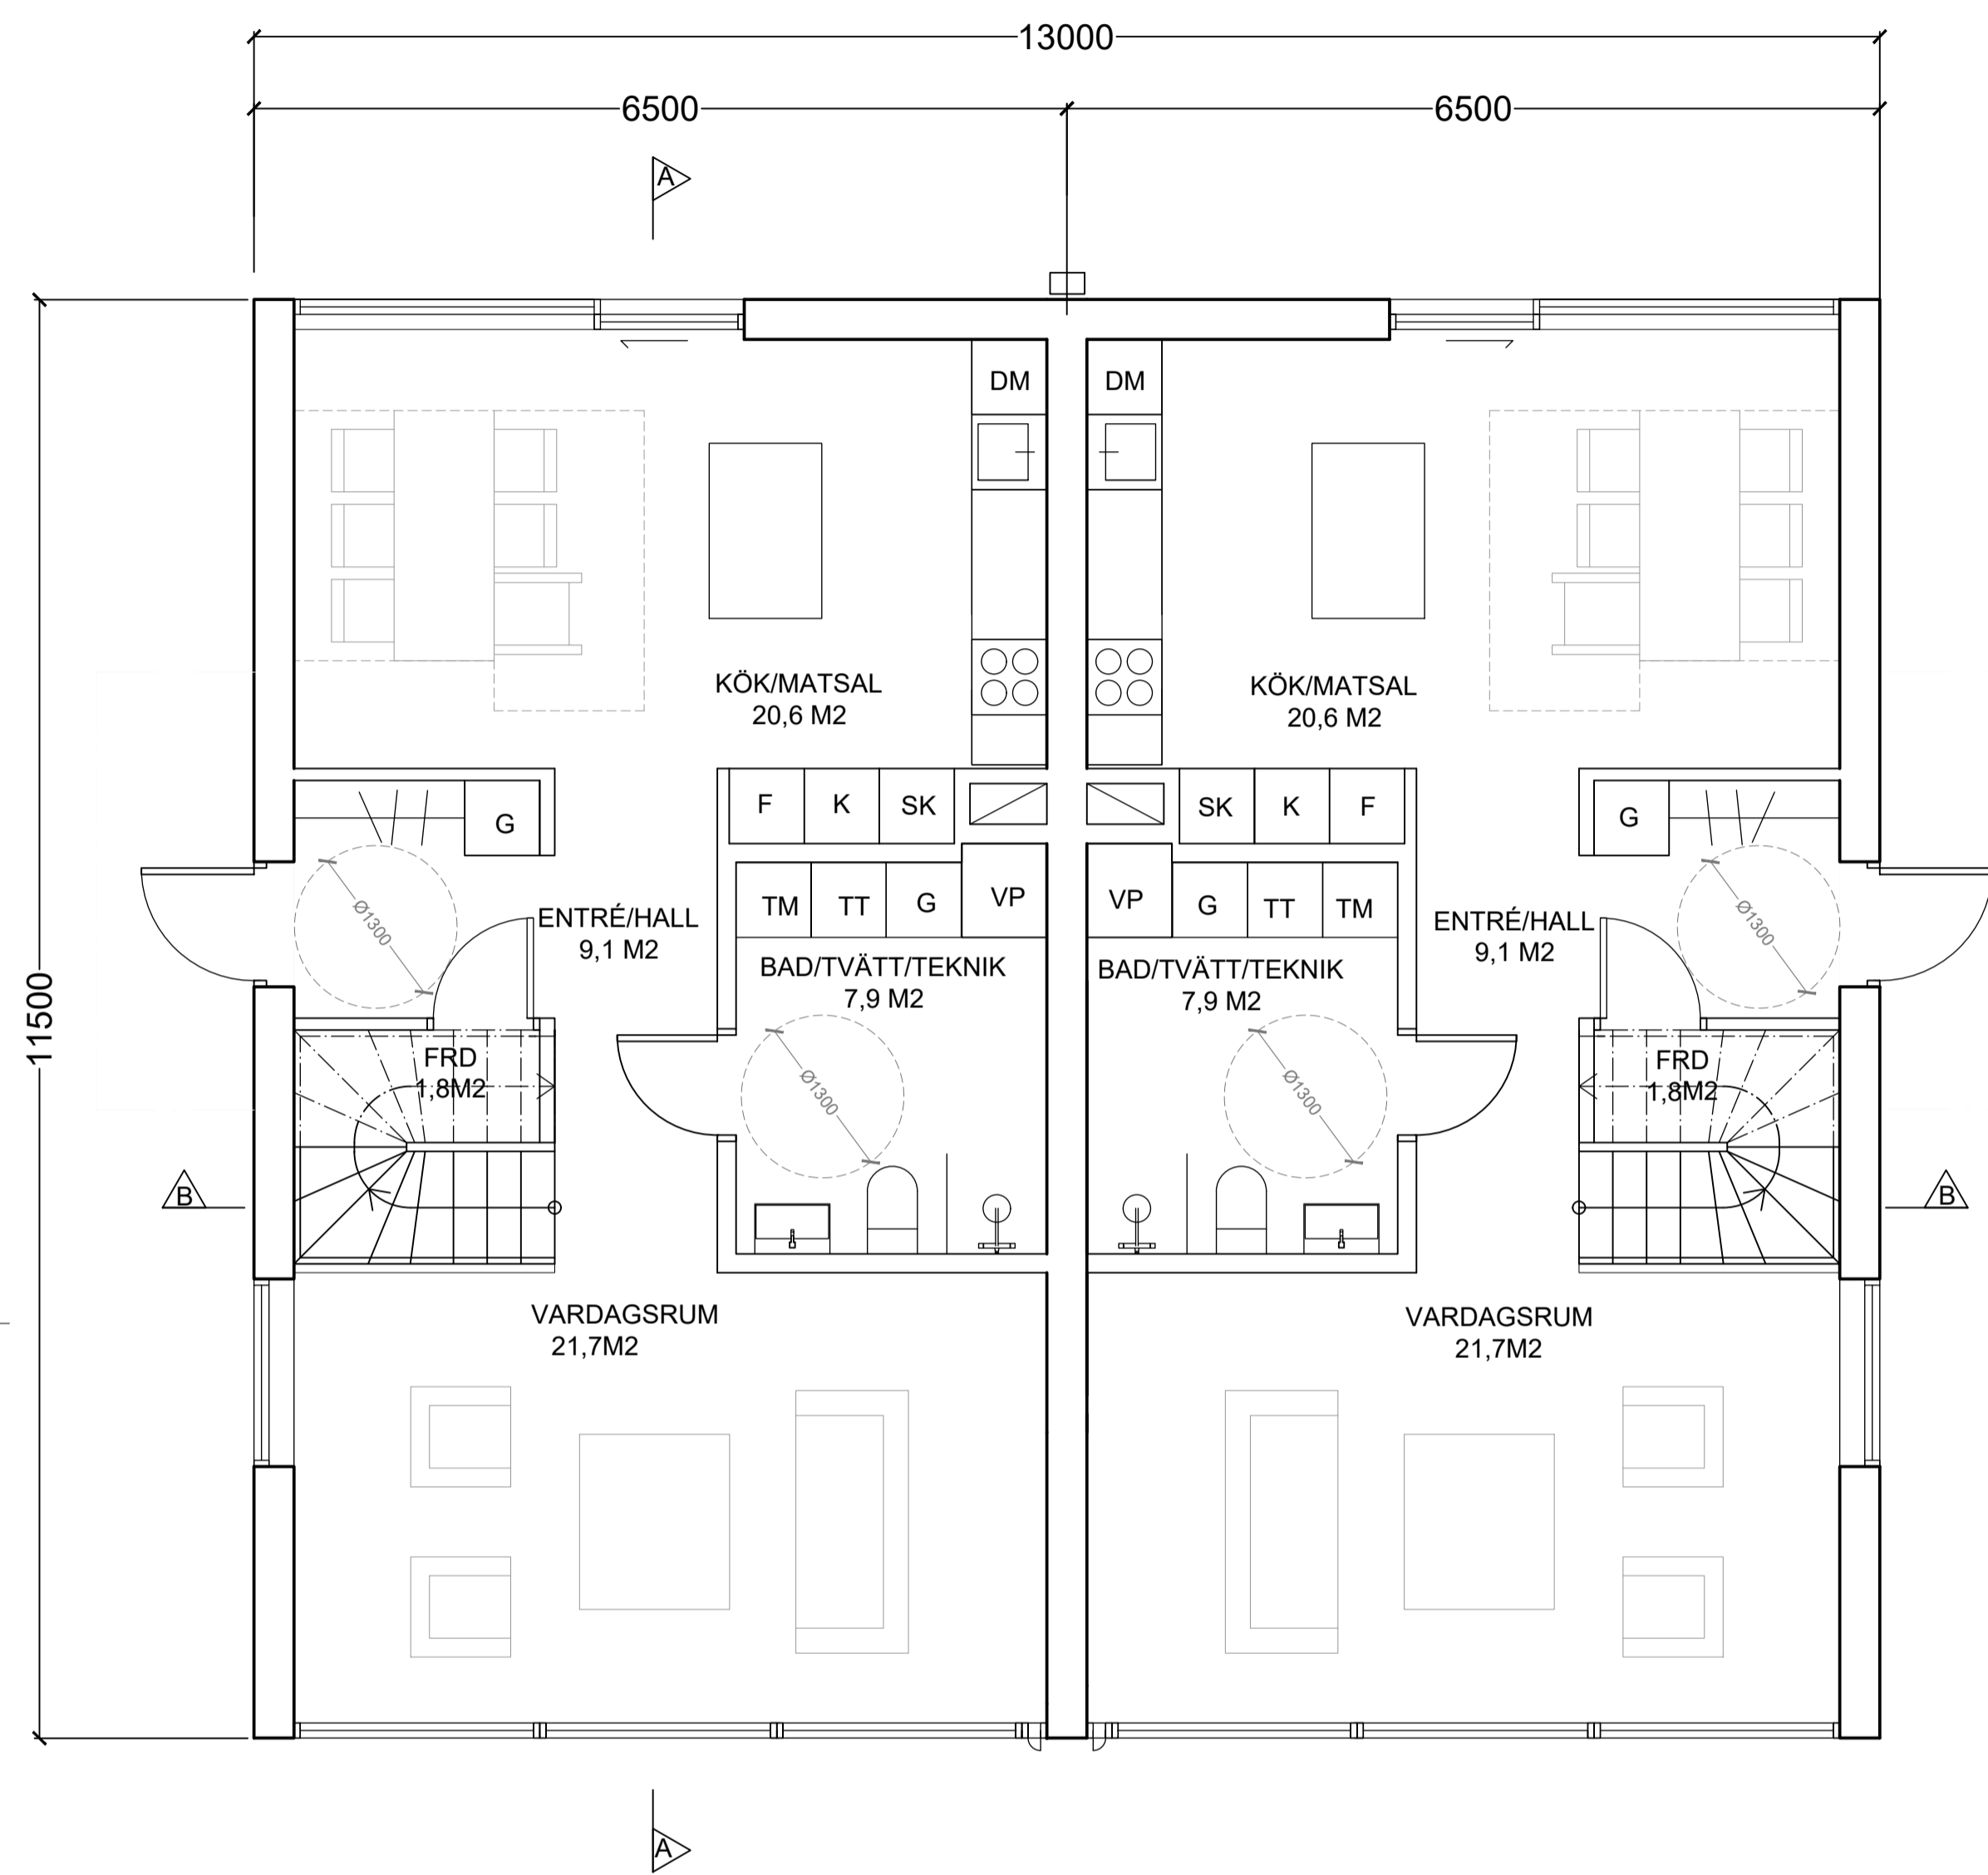 13000
6500
6500
A
DM
DM
KÖK/MATSAL
20,6 M2
KÖK/MATSAL
20,6 M2
F
K
SK
SK
K
F
G
G
TM
TT
G
VP
VP
G
TT
TM
Ø1300
ENTRÉ/HALL
9,1 M2
ENTRÉ/HALL
9,1 M2
Ø1300
BAD/TVÄTT/TEKNIK
7,9 M2
BAD/TVÄTT/TEKNIK
7,9 M2
11500
FRD
1,8M2
Ø1300
Ø1300
FRD
1,8M2
B
B
VARDAGSRUM
21,7M2
VARDAGSRUM
21,7M2
A